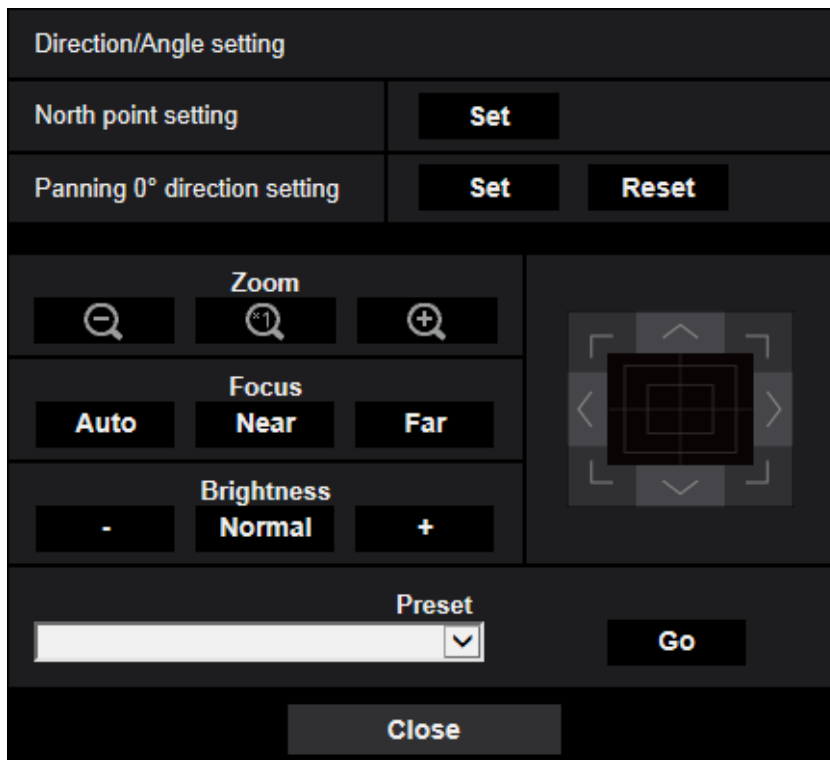 Direction/Angle setting
North point setting Set
Panning 0° direction setting Set Reset
Zoom
×1
Focus
Auto Near Far
Brightness
- Normal +
Preset
Go
Close